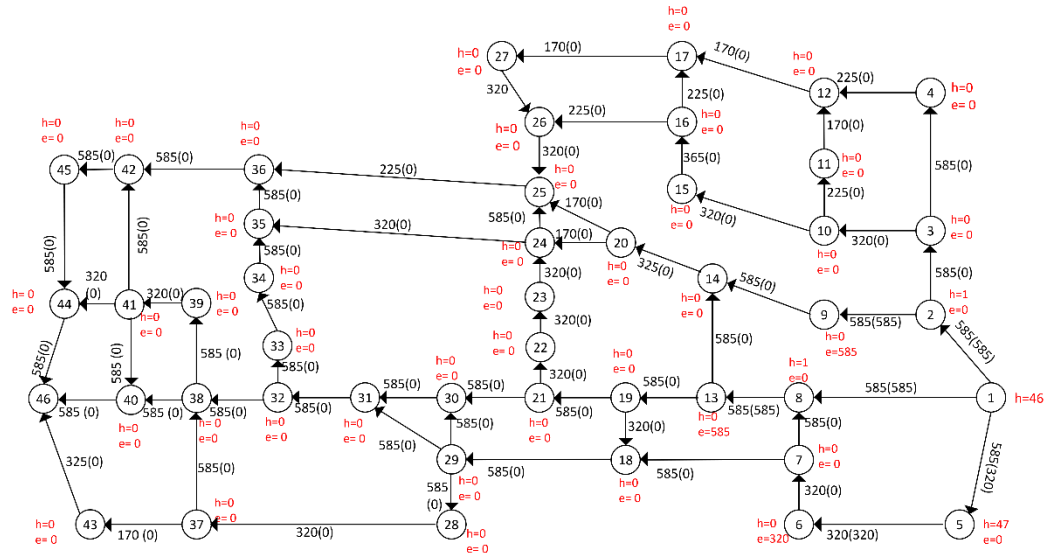 h=0
17
h=0
e= 0
27
170(0)
e= 0
170(0)
h=0
e= 0
12
225(0)
4
h=0
e= 0
320
225(0)
26
225(0)
16
h=0
e= 0
h=0
e= 0
170(0)
320(0)
365(0)
11
h=0
e= 0
585(0)
h=0
e= 0
h=0
e= 0
h=0
e= 0
45
585(0)
42
585(0)
36
225(0)
h=0
e= 0
25
15
h=0
e= 0
225(0)
320(0)
585(0)
170(0)
585(0)
h=0
e= 0
35
320(0)
24
170(0)
20
10
320(0)
3
h=0
e= 0
h=0
e= 0
h=0
e= 0
h=0
e= 0
585(0)
585(0)
585(0)
34
h=0
e= 0
320(0)
325(0)
14
585(0)
585(0)
h=0
e= 0
h=0
e= 0
44
320
(0)
41
320(0)
39
h=0
e= 0
h=0
e= 0
23
h=0
e= 0
9
585(585)
2
h=1
e= 0
h=0
e= 0
585(0)
320(0)
h=0
e=585
585(0)
33
h=0
e= 0
h=0
e= 0
22
585(0)
585(585)
585(0)
585 (0)
585 (0)
585(0)
320(0)
h=0
e= 0
h=1
e= 0
46
585 (0)
40
585(0)
38
585(0)
32
585(0)
31
585(0)
30
585(0)
21
585(0)
19
585(0)
13
585(585)
8
585(585)
1
h=46
h=0
e= 0
h=0
e= 0
h=0
e= 0
h=0
e= 0
h=0
e= 0
h=0
e=585
325(0)
585(0)
585(0)
320(0)
585(0)
585(320)
29
h=0
e= 0
585(0)
18
585(0)
7
h=0
e= 0
h=0
e= 0
585
(0)
320(0)
43
170 (0)
37
h=0
e= 0
320(0)
28
h=0
e= 0
h=0
e=320
6
320(320)
5
h=47
e=0
h=0
e= 0